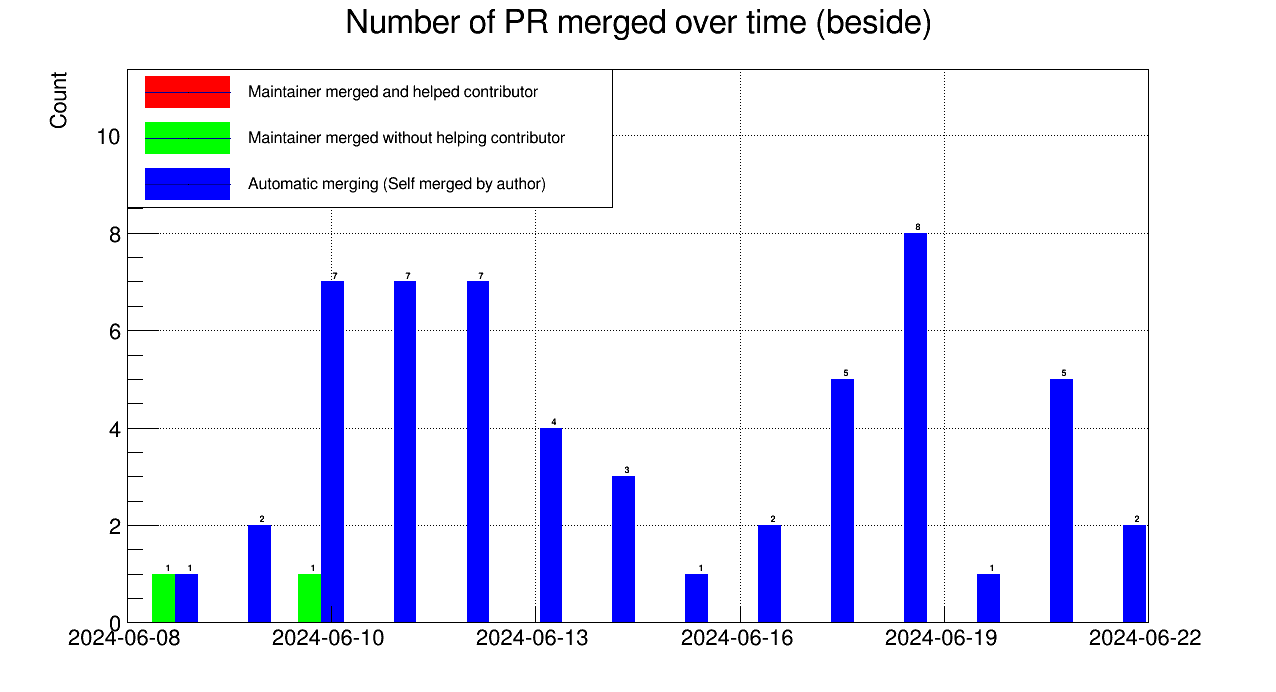 Number of PR merged over time (beside)
Count
Maintainer merged and helped contributor
Maintainer merged without helping contributor
Automatic merging (Self merged by author)
10
8
6
4
2
0
1 1 2 1 7 7 7 4 3 1 2 5 8 1 5 2
2024-06-08 2024-06-10 2024-06-13 2024-06-16 2024-06-19 2024-06-22